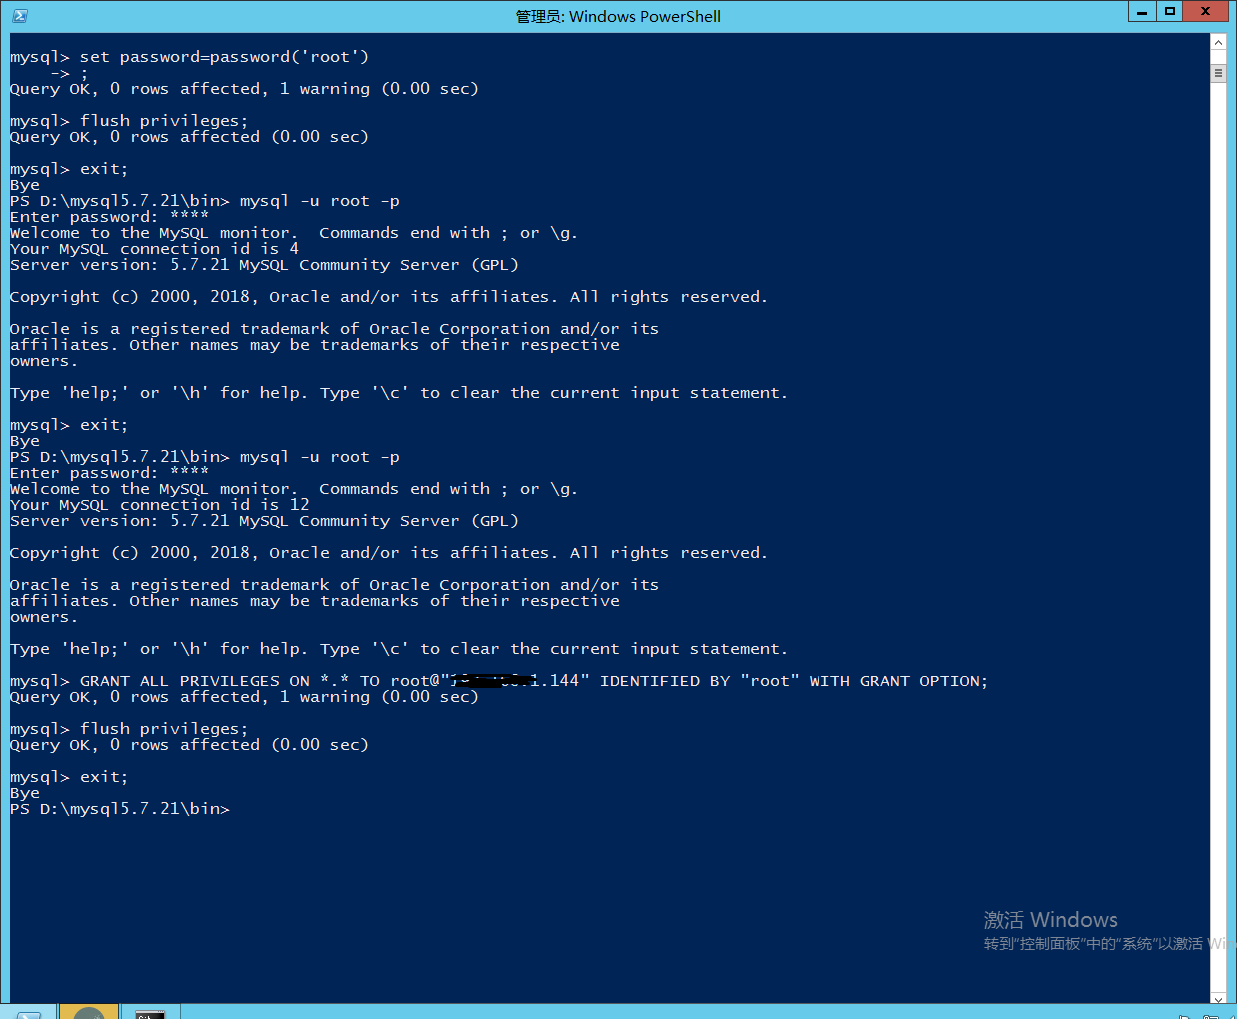 管理员: Windows PowerShell
mysql> set password=password('root')
    -> ;
Query OK, 0 rows affected, 1 warning (0.00 sec)
mysql> flush privileges;
Query OK, 0 rows affected (0.00 sec)
mysql> exit;
Bye
PS D:\mysql5.7.21\bin> mysql -u root -p
Enter password: ****
Welcome to the MySQL monitor.  Commands end with ; or \g.
Your MySQL connection id is 4
Server version: 5.7.21 MySQL Community Server (GPL)
Copyright (c) 2000, 2018, Oracle and/or its affiliates. All rights reserved.
Oracle is a registered trademark of Oracle Corporation and/or its
affiliates. Other names may be trademarks of their respective
owners.
Type 'help;' or '\h' for help. Type '\c' to clear the current input statement.
mysql> exit;
Bye
PS D:\mysql5.7.21\bin> mysql -u root -p
Enter password: ****
Welcome to the MySQL monitor.  Commands end with ; or \g.
Your MySQL connection id is 12
Server version: 5.7.21 MySQL Community Server (GPL)
Copyright (c) 2000, 2018, Oracle and/or its affiliates. All rights reserved.
Oracle is a registered trademark of Oracle Corporation and/or its
affiliates. Other names may be trademarks of their respective
owners.
Type 'help;' or '\h' for help. Type '\c' to clear the current input statement.
mysql> GRANT ALL PRIVILEGES ON *.* TO root@" .144" IDENTIFIED BY "root" WITH GRANT OPTION;
Query OK, 0 rows affected, 1 warning (0.00 sec)
mysql> flush privileges;
Query OK, 0 rows affected (0.00 sec)
mysql> exit;
Bye
PS D:\mysql5.7.21\bin>
激活 Windows
转到“控制面板”中的“系统”以激活 Win